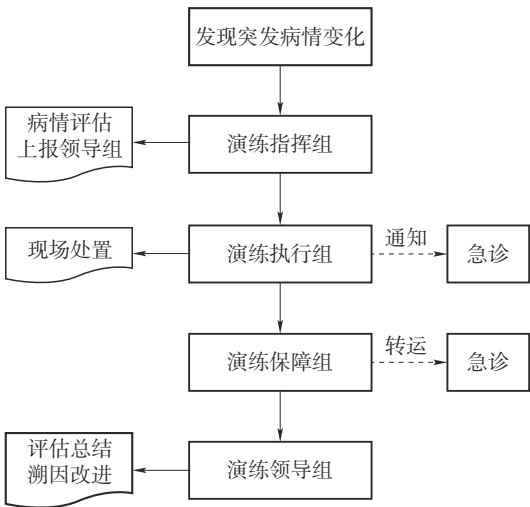 发现突发病情变化
病情评估
上报领导组
演练指挥组
现场处置
演练执行组
通知
急诊
演练保障组
转运
急诊
评估总结
溯因改进
演练领导组